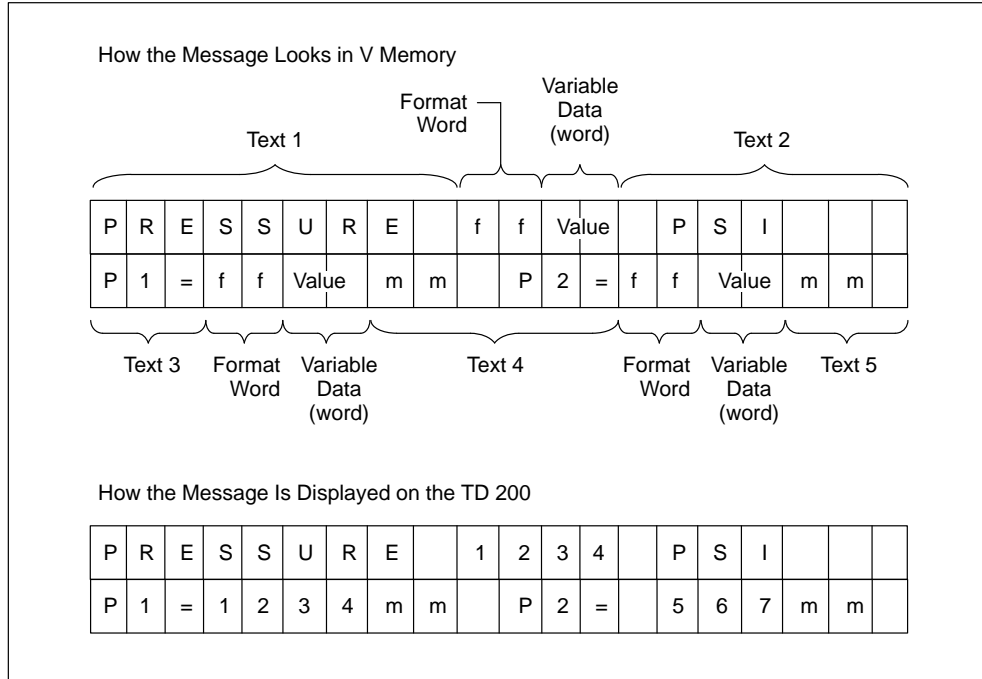 How the Message Looks in V Memory
Format Word
Variable Data (word)
Text 1
Text 2
P R E S S U R E f f Value P S I
P 1 = f f Value m m P 2 = f f Value m m
Text 3
Format Word
Variable Data (word)
Text 4
Format Word
Variable Data (word)
Text 5
How the Message Is Displayed on the TD 200
P R E S S U R E 1 2 3 4 P S I
P 1 = 1 2 3 4 m m P 2 = 5 6 7 m m